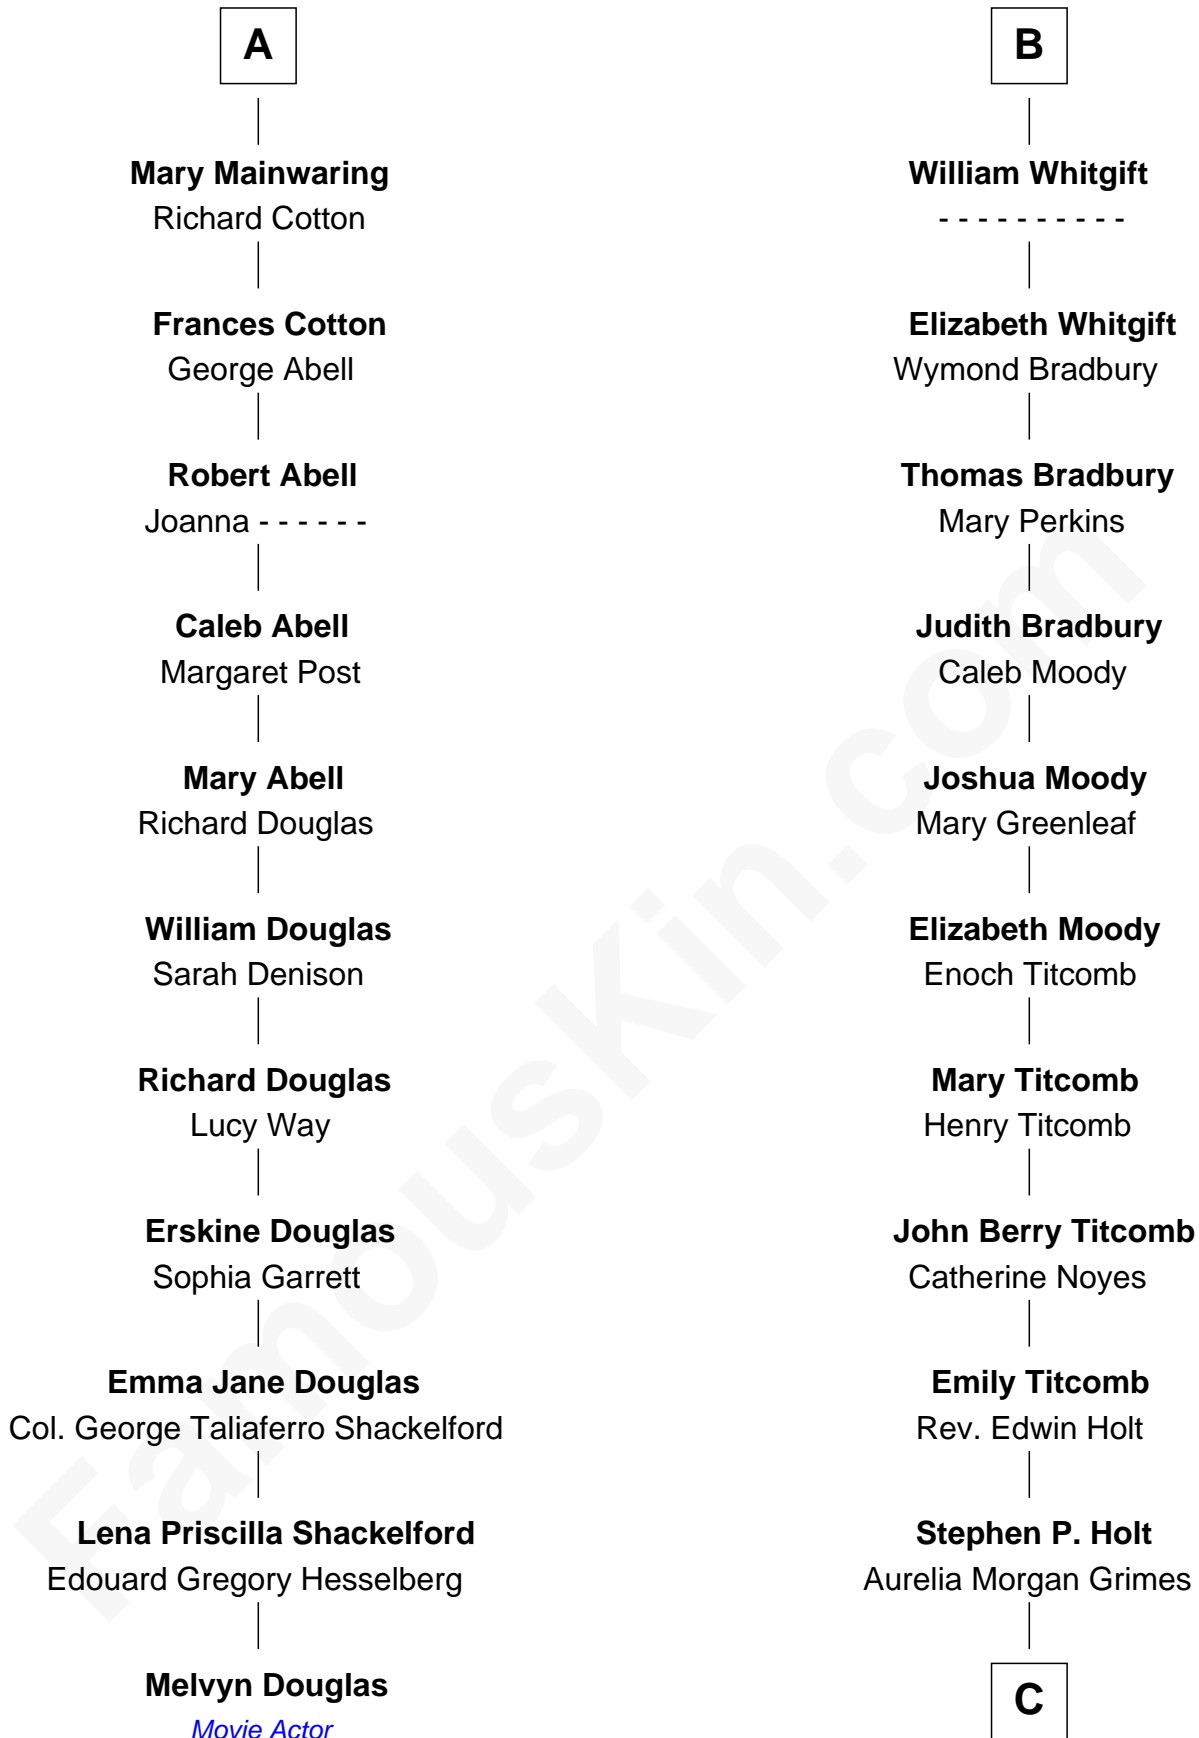 A
Mary Mainwaring
Richard Cotton
Frances Cotton
George Abell
Robert Abell
Joanna - - - - - -
Caleb Abell
Margaret Post
Mary Abell
Richard Douglas
William Douglas
Sarah Denison
Richard Douglas
Lucy Way
Erskine Douglas
Sophia Garrett
Emma Jane Douglas
Col. George Taliaferro Shackelford
Lena Priscilla Shackelford
Edouard Gregory Hesselberg
Melvyn Douglas
Movie Actor
B
William Whitgift
- - - - - - - - - -
Elizabeth Whitgift
Wymond Bradbury
Thomas Bradbury
Mary Perkins
Judith Bradbury
Caleb Moody
Joshua Moody
Mary Greenleaf
Elizabeth Moody
Enoch Titcomb
Mary Titcomb
Henry Titcomb
John Berry Titcomb
Catherine Noyes
Emily Titcomb
Rev. Edwin Holt
Stephen P. Holt
Aurelia Morgan Grimes
C
FamousKin.com